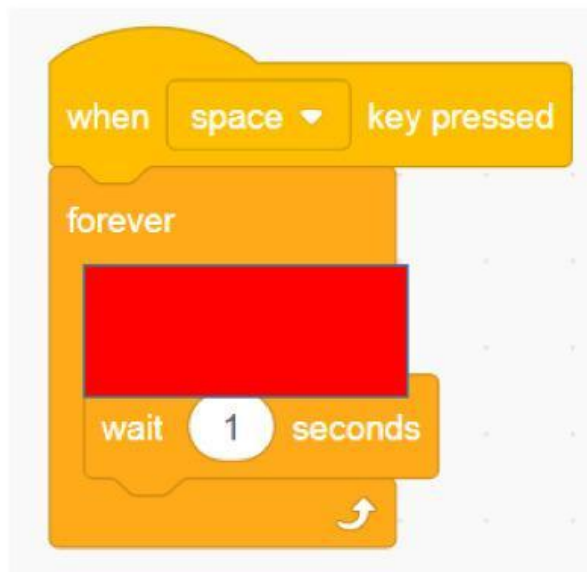 when space key pressed
forever
wait 1 seconds